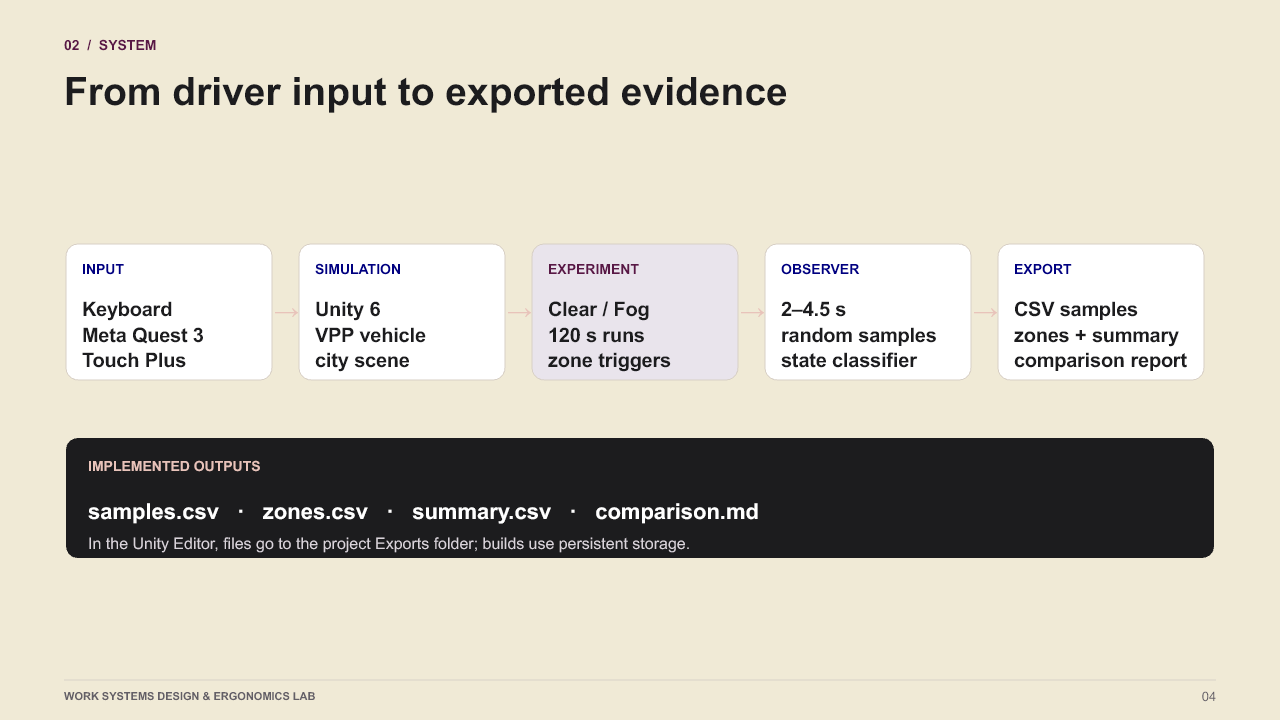 02 / SYSTEM
From driver input to exported evidence
INPUT
Keyboard
Meta Quest 3
Touch Plus
→
SIMULATION
Unity 6
VPP vehicle
city scene
→
EXPERIMENT
Clear / Fog
120 s runs
zone triggers
→
OBSERVER
2–4.5 s
random samples
state classifier
→
EXPORT
CSV samples
zones + summary
comparison report
IMPLEMENTED OUTPUTS
samples.csv · zones.csv · summary.csv · comparison.md
In the Unity Editor, files go to the project Exports folder; builds use persistent storage.
WORK SYSTEMS DESIGN & ERGONOMICS LAB
04